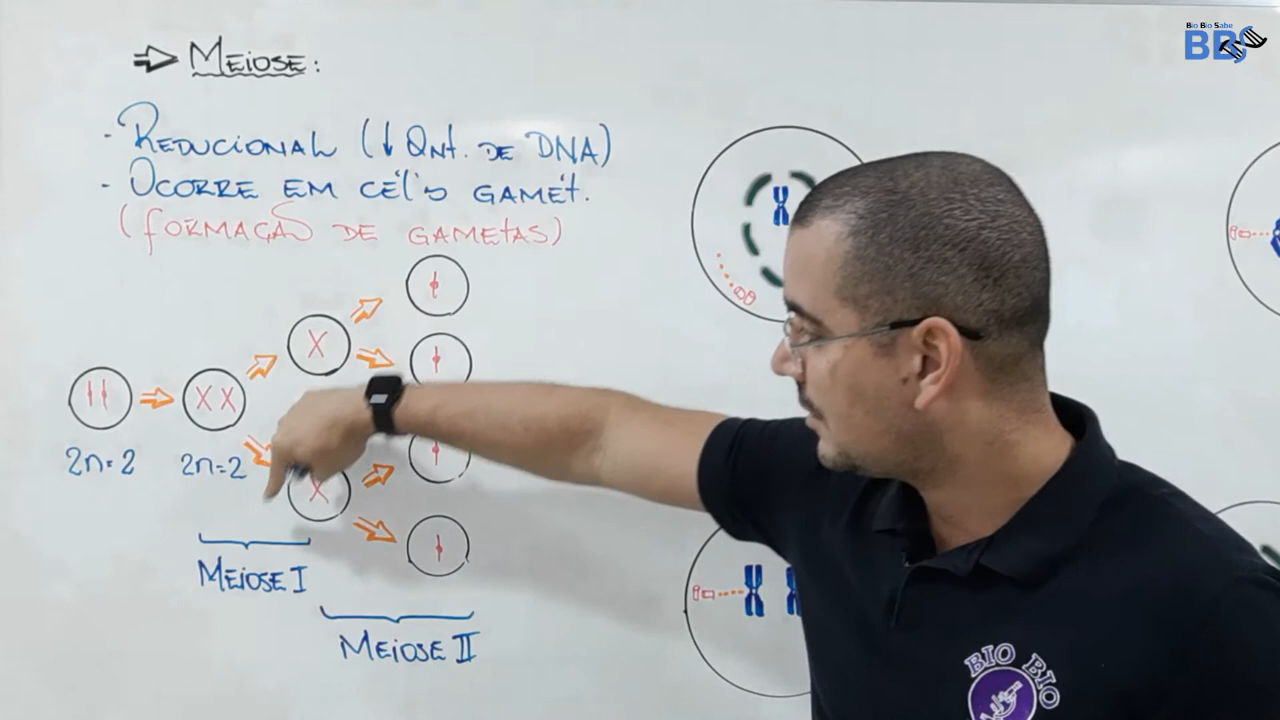 ⇒ MEIOSE:
- REDUCIONAL (↓ QNT. DE DNA)
- OCORRE EM CÉL'S GAMÉT.
(FORMAÇÃO DE GAMETAS)
2n=2 2n=2
MEIOSE I
MEIOSE II
Bio Bio Sabe
BBS
BIO BIO